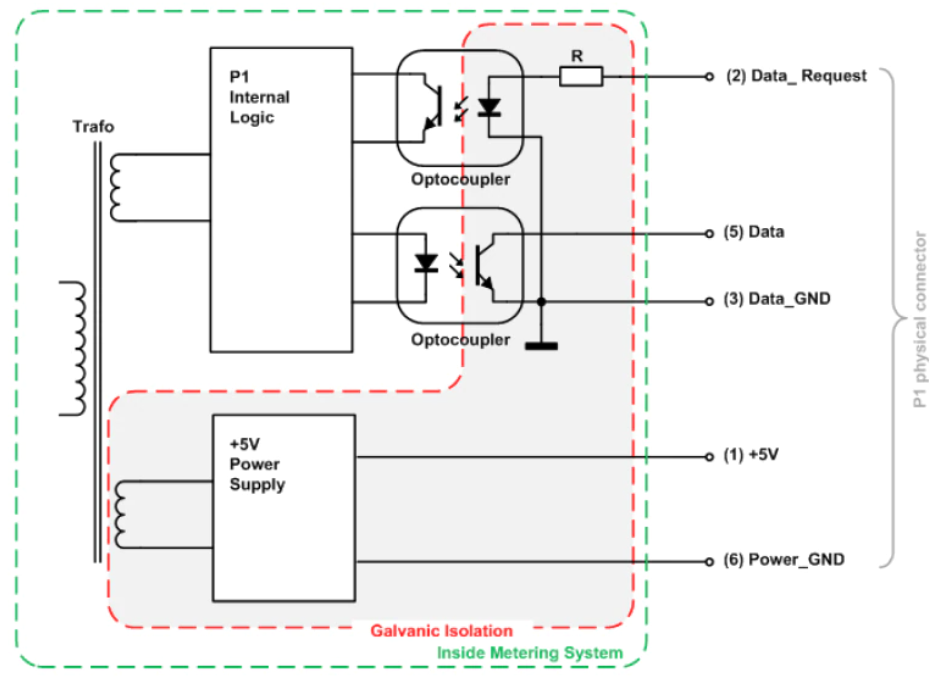 R
(2) Data_ Request
P1
Internal
Logic
Trafo
Optocoupler
(5) Data
(3) Data_GND
Optocoupler
P1 physical connector
+5V
Power
Supply
(1) +5V
(6) Power_GND
Galvanic Isolation
Inside Metering System